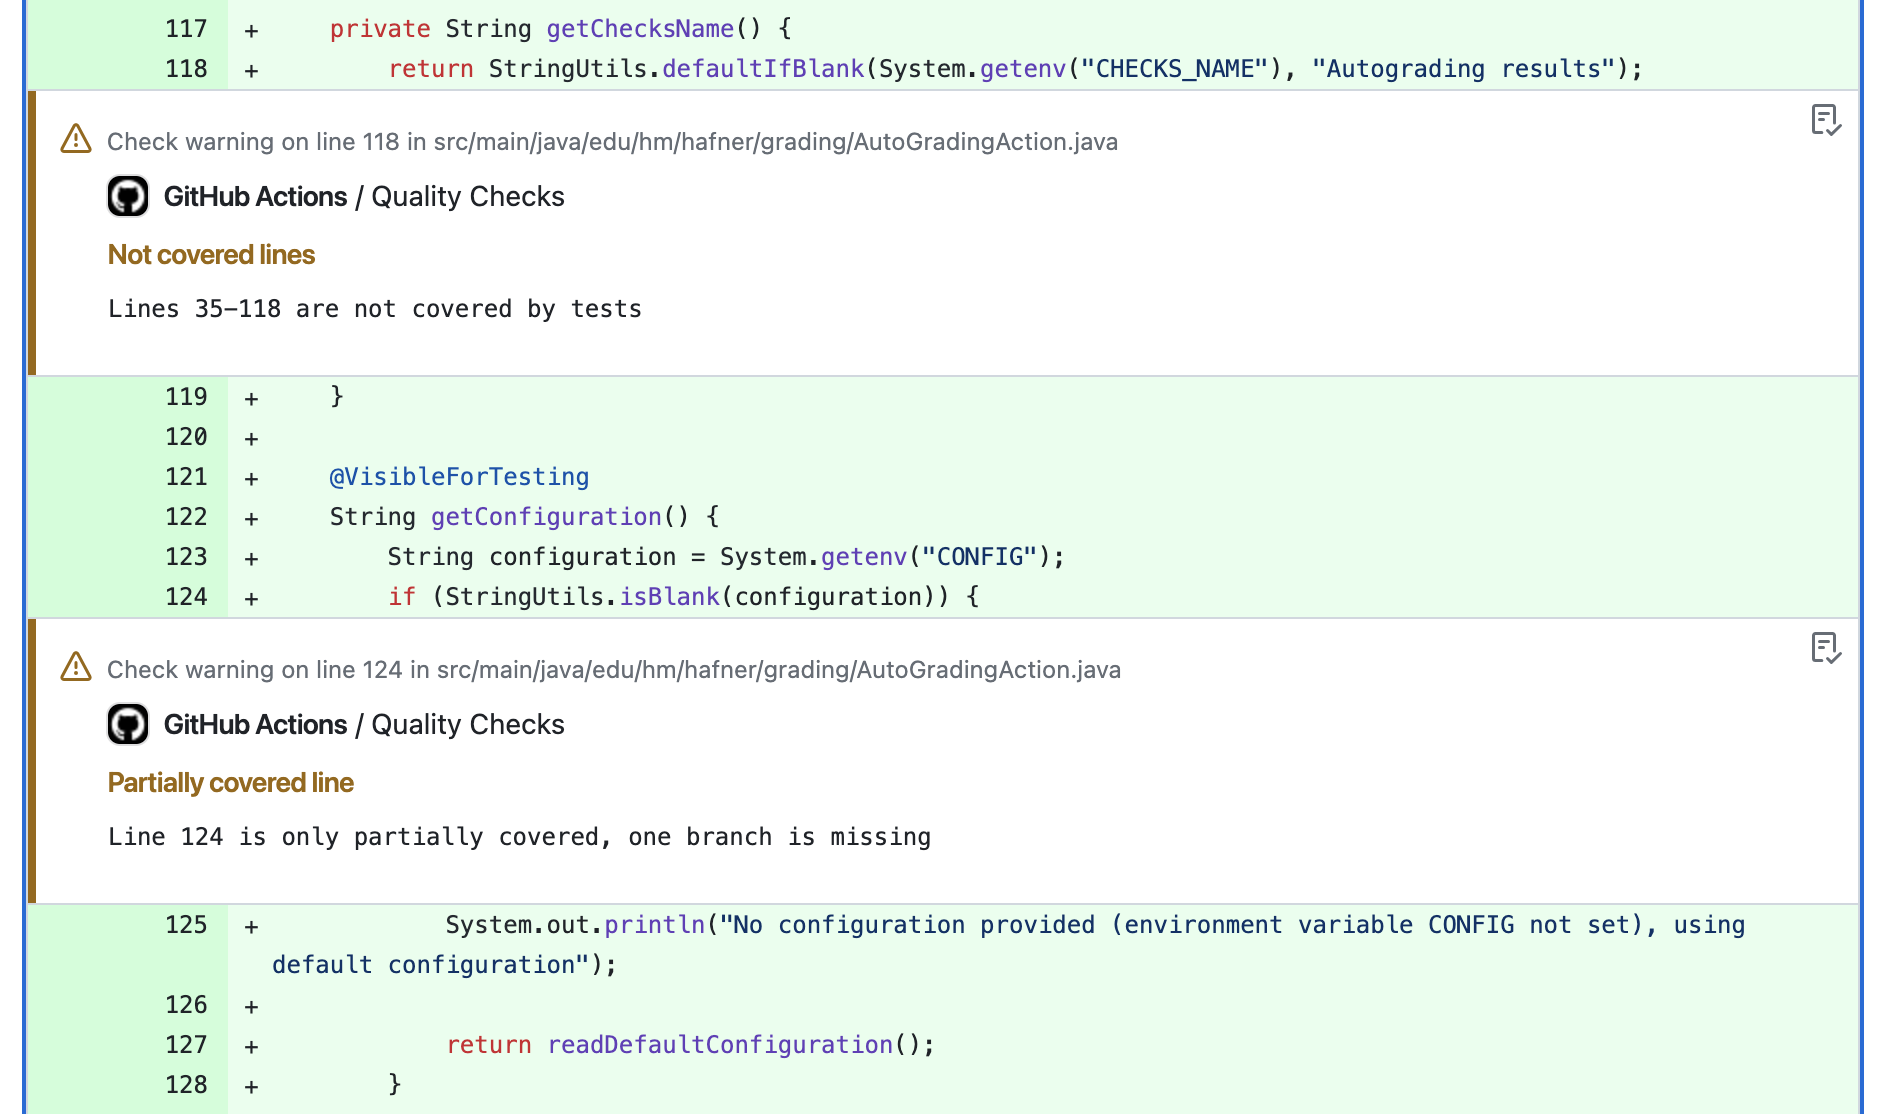 117 + private String getChecksName() {
118 + return StringUtils.defaultIfBlank(System.getenv("CHECKS_NAME"), "Autograding results");
Check warning on line 118 in src/main/java/edu/hm/hafner/grading/AutoGradingAction.java
GitHub Actions / Quality Checks
Not covered lines
Lines 35–118 are not covered by tests
119 + }
120 +
121 + @VisibleForTesting
122 + String getConfiguration() {
123 + String configuration = System.getenv("CONFIG");
124 + if (StringUtils.isBlank(configuration)) {
Check warning on line 124 in src/main/java/edu/hm/hafner/grading/AutoGradingAction.java
GitHub Actions / Quality Checks
Partially covered line
Line 124 is only partially covered, one branch is missing
125 + System.out.println("No configuration provided (environment variable CONFIG not set), using
default configuration");
126 +
127 + return readDefaultConfiguration();
128 + }